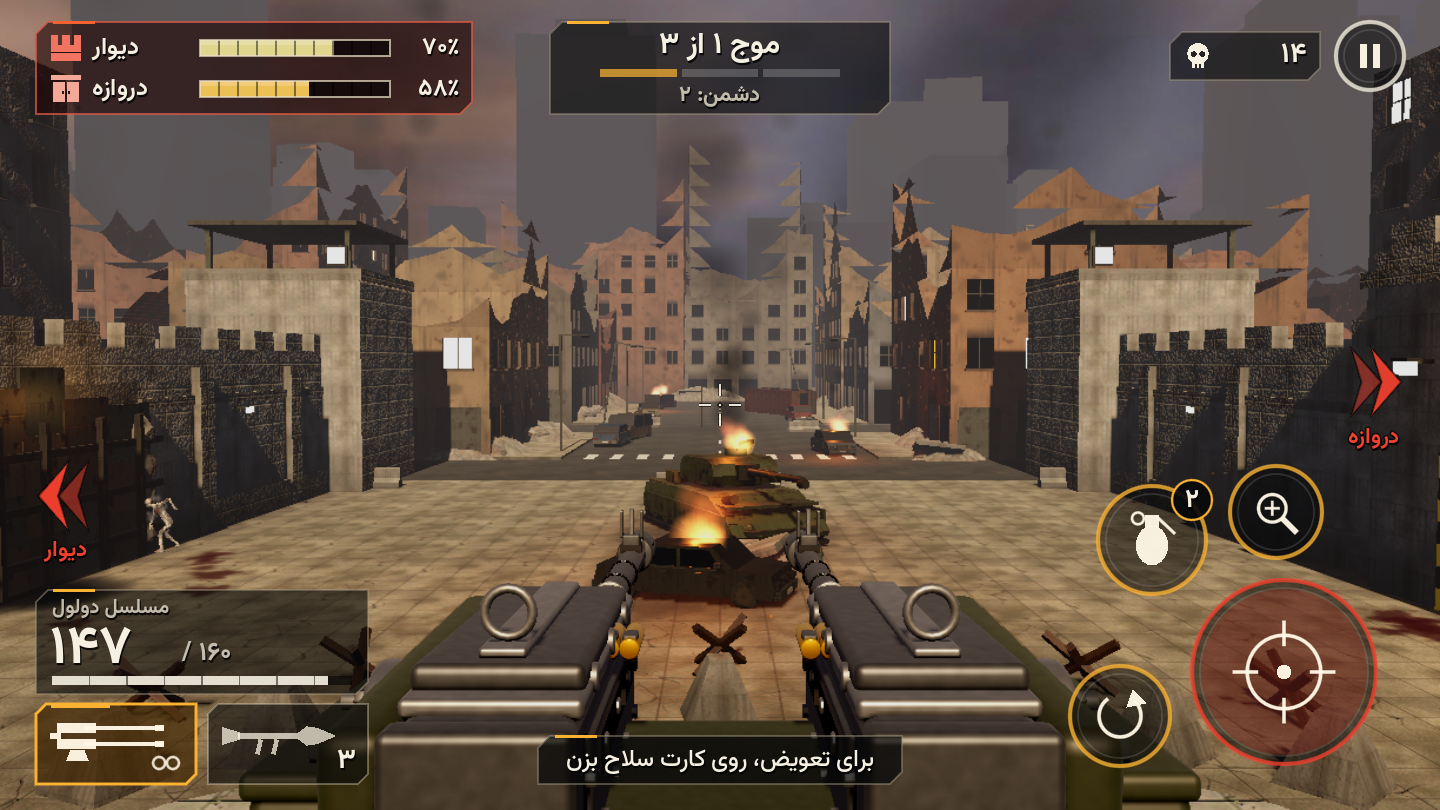 دیوار ۷۰٪
دروازه ۵۸٪
موج ۱ از ۳
دشمن: ۲
۱۴
دروازه
دیوار
۲
مسلسل دولول
۱۴۷ / ۱۶۰
∞
۳
برای تعویض، روی کارت سلاح بزن